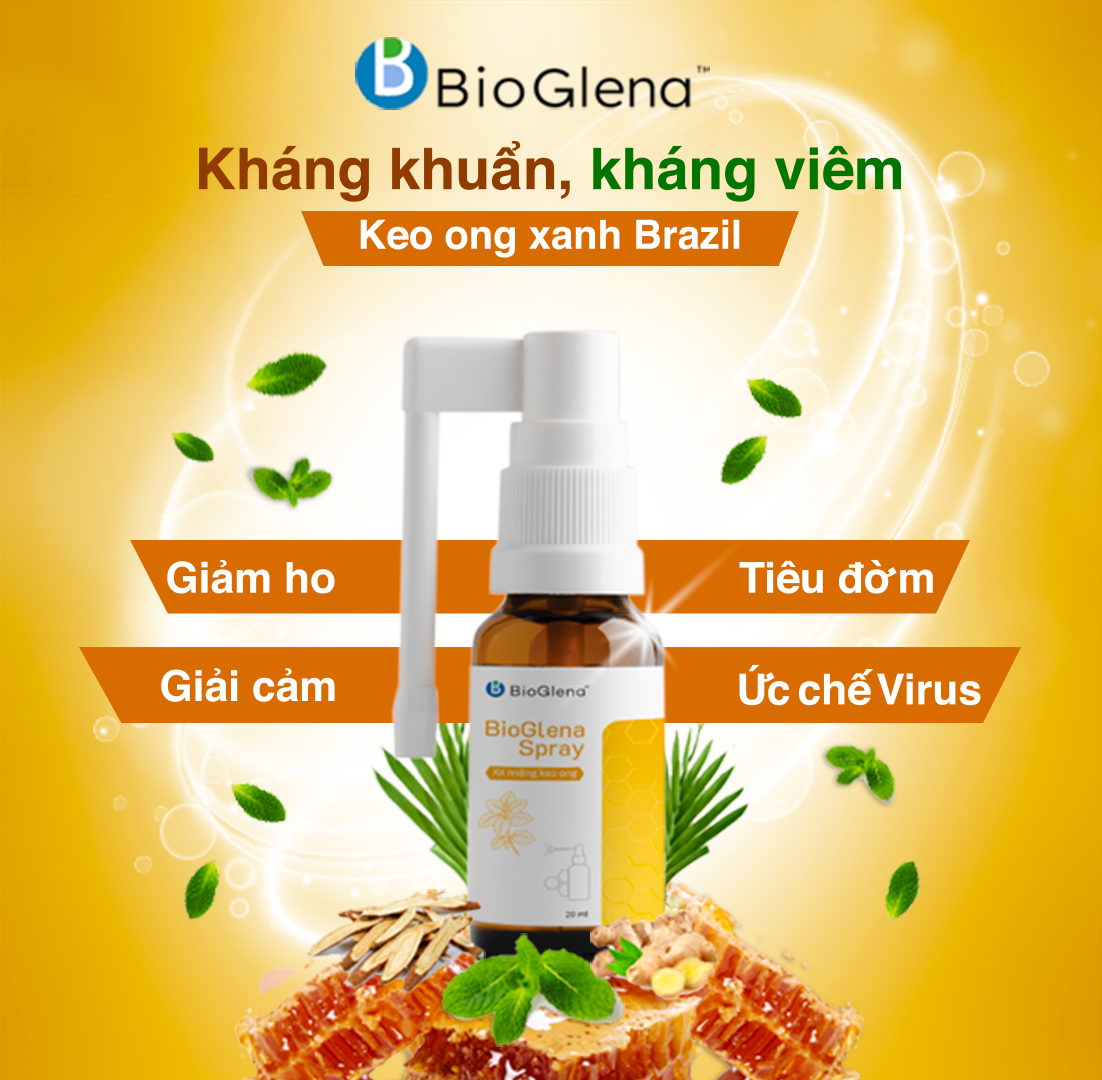 BioGlena™
Kháng khuẩn, kháng viêm
Keo ong xanh Brazil
Giảm ho
Tiêu đờm
Giải cảm
Ức chế Virus
BioGlena™
BioGlena
Spray
Xịt miệng keo ong
20 ml